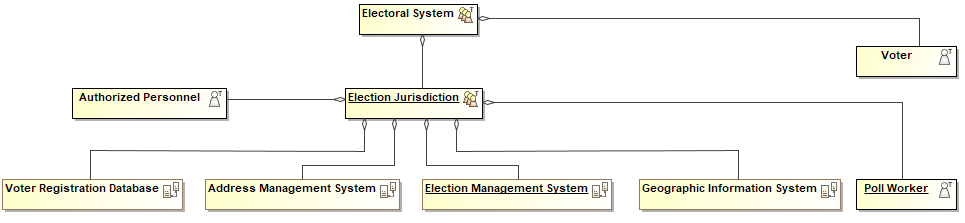 Electoral System
Voter
Authorized Personnel
Election Jurisdiction
Voter Registration Database
Address Management System
Election Management System
Geographic Information System
Poll Worker